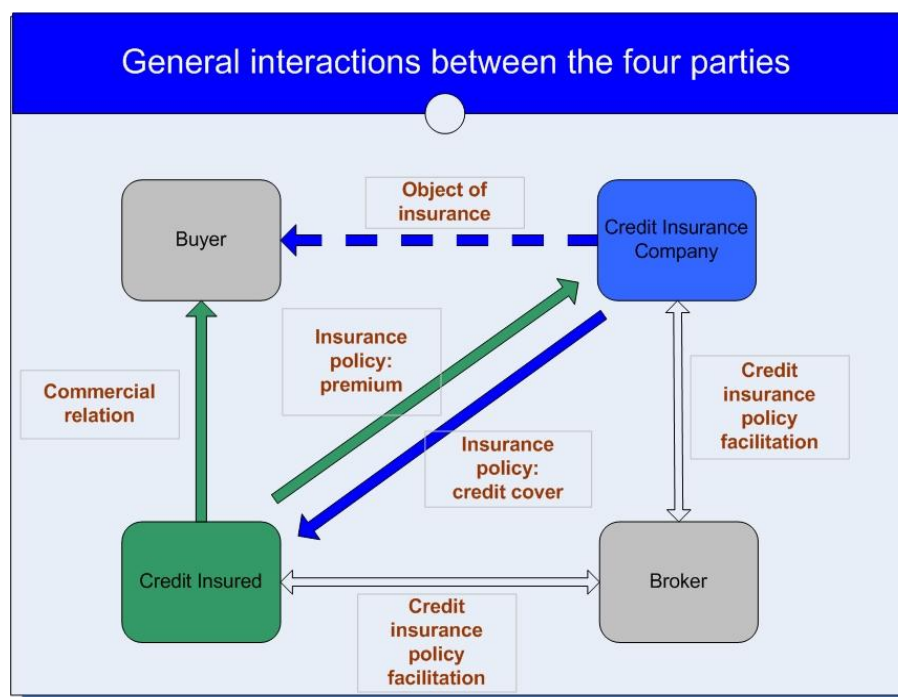 General interactions between the four parties
Object of
insurance
Buyer
Credit Insurance
Company
Insurance
policy:
premium
Commercial
relation
Credit
insurance
policy
facilitation
Insurance
policy:
credit cover
Credit Insured
Broker
Credit
insurance
policy
facilitation